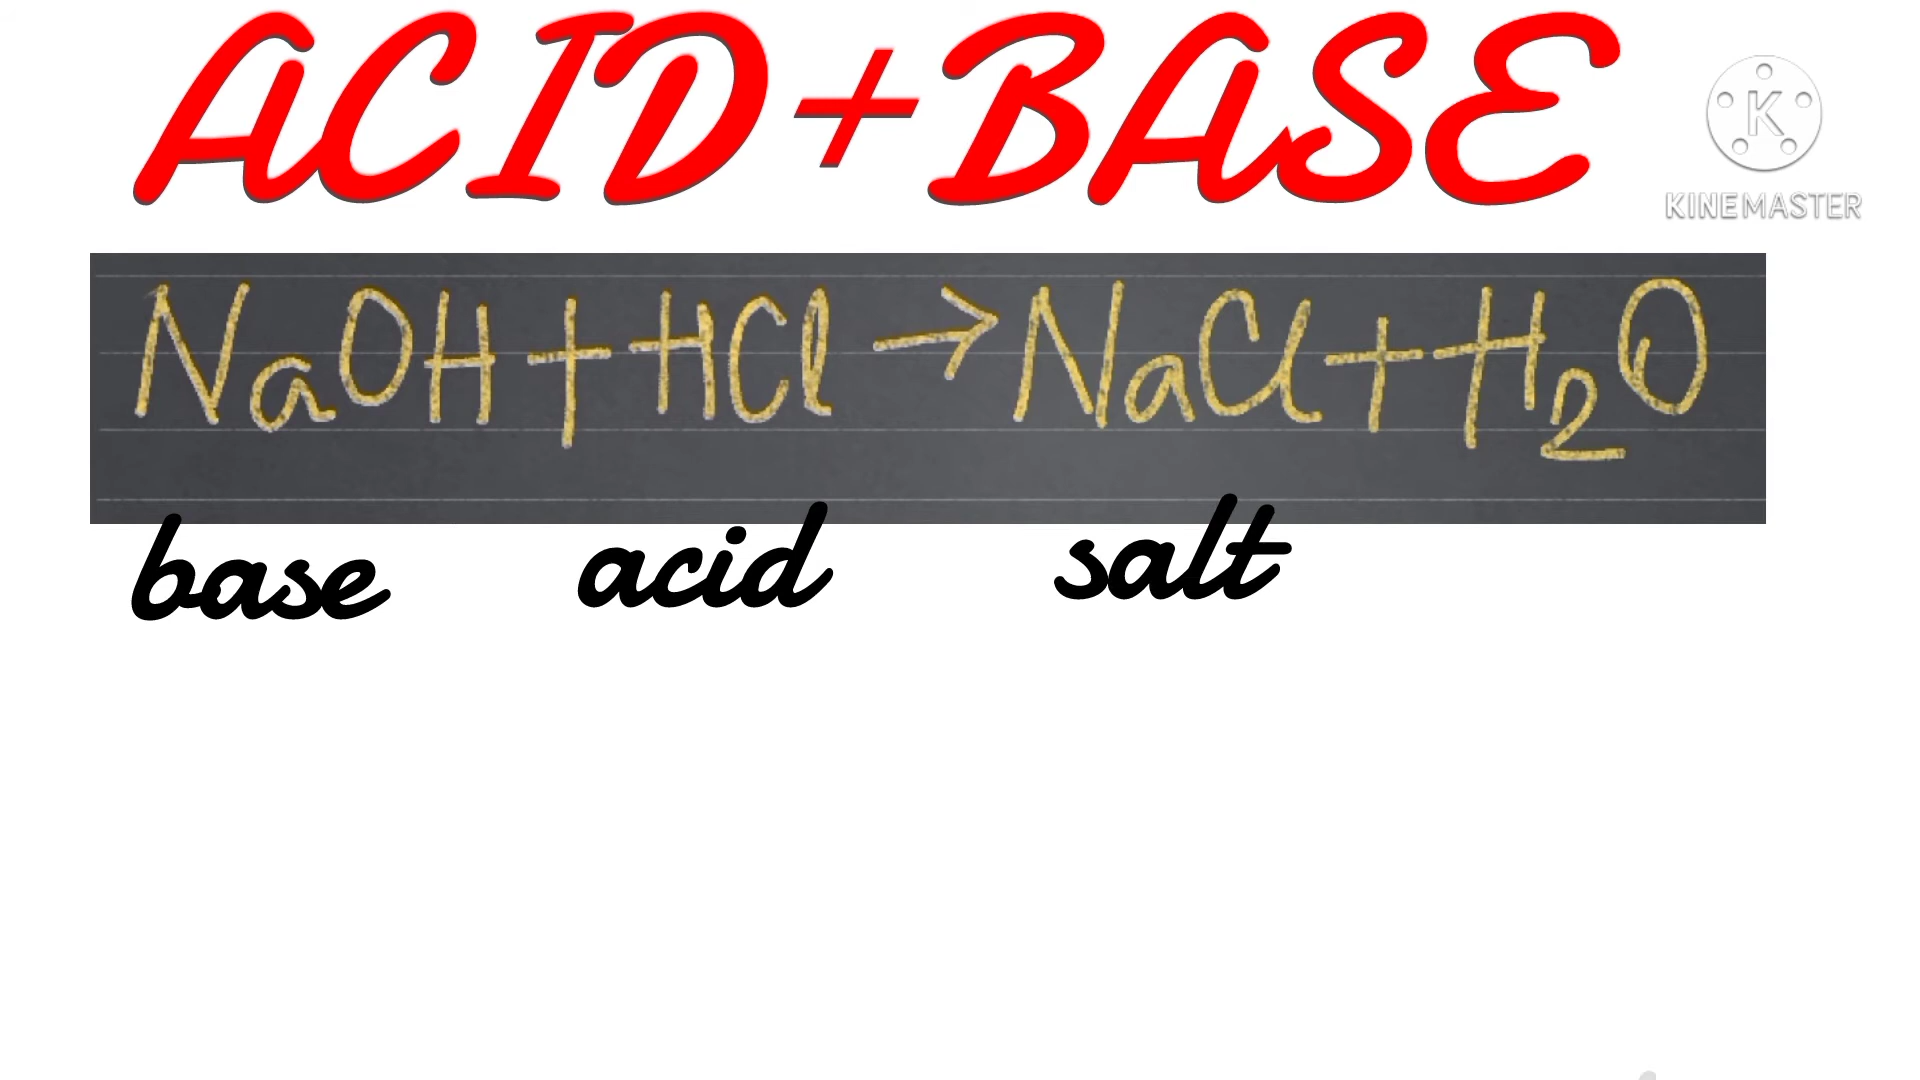 ACID+BASE
K
KINEMASTER
NaOH+HCl→NaCl+H₂O
base acid salt